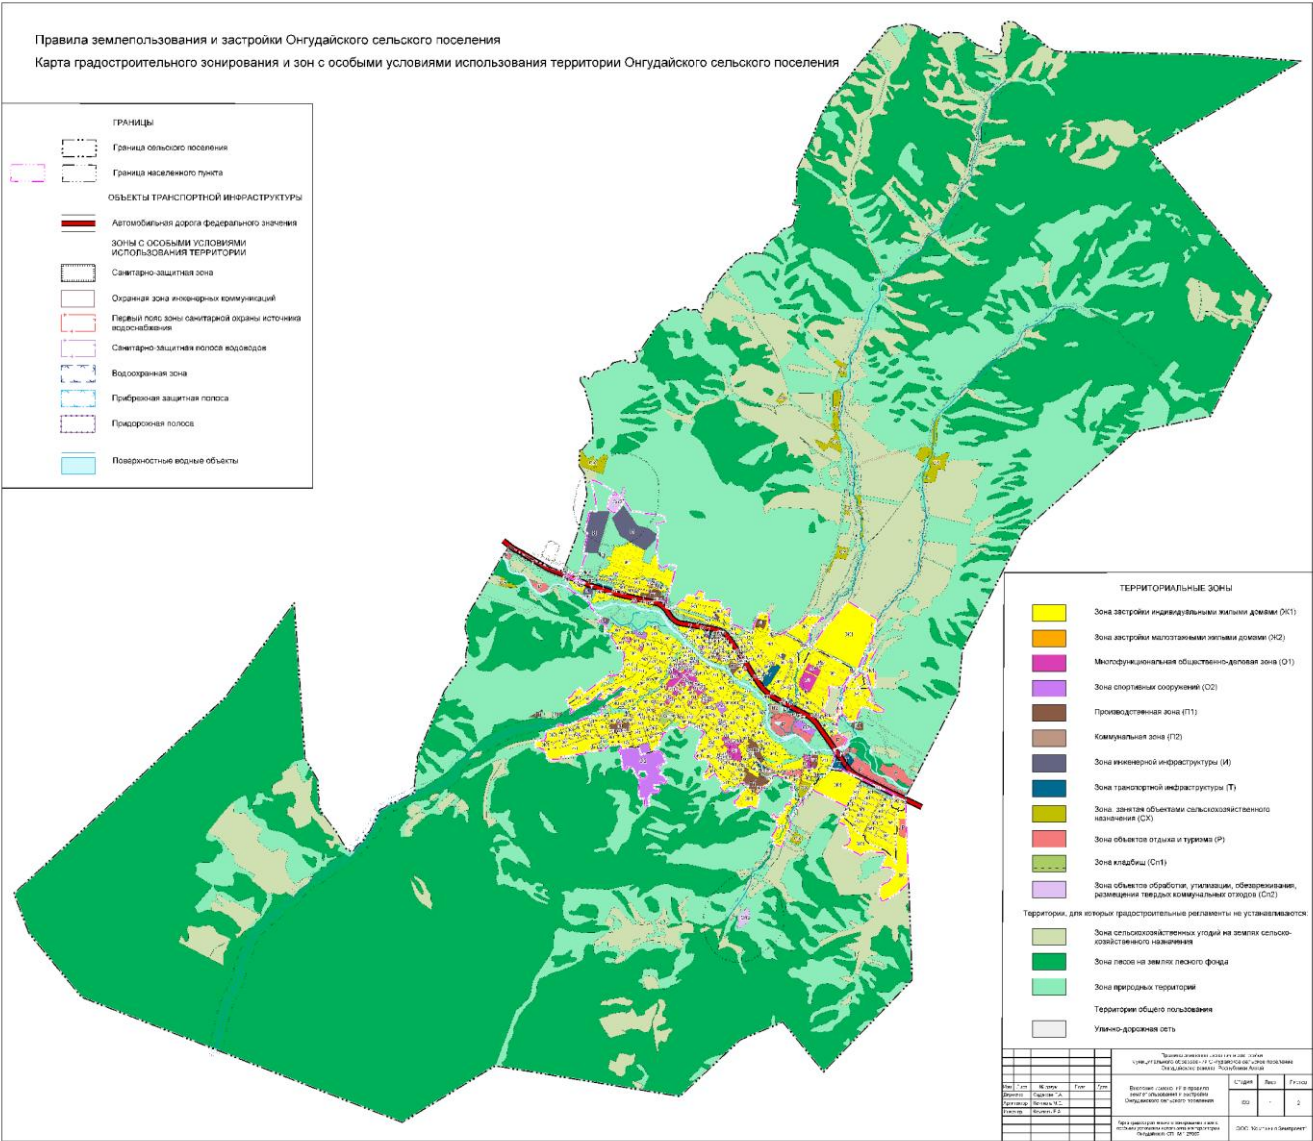 Правила землепользования и застройки Онгудайского сельского поселения
Карта градостроительного зонирования и зон с особыми условиями использования территории Онгудайского сельского поселения
ГРАНИЦЫ
Граница сельского поселения
Граница населенного пункта
ОБЪЕКТЫ ТРАНСПОРТНОЙ ИНФРАСТРУКТУРЫ
Автомобильная дорога федерального значения
ЗОНЫ С ОСОБЫМИ УСЛОВИЯМИ
ИСПОЛЬЗОВАНИЯ ТЕРРИТОРИИ
Санитарно-защитная зона
Охранная зона инженерных коммуникаций
Первый пояс зоны санитарной охраны источника
водоснабжения
Санитарно-защитная полоса водоводов
Водоохранная зона
Прибрежная защитная полоса
Придорожная полоса
Поверхностные водные объекты
ТЕРРИТОРИАЛЬНЫЕ ЗОНЫ
Зона застройки индивидуальными жилыми домами (Ж1)
Зона застройки малоэтажными жилыми домами (Ж2)
Многофункциональная общественно-деловая зона (О1)
Зона спортивных сооружений (О2)
Производственная зона (П1)
Коммунальная зона (П2)
Зона инженерной инфраструктуры (И)
Зона транспортной инфраструктуры (Т)
Зона, занятая объектами сельскохозяйственного
назначения (СХ)
Зона объектов отдыха и туризма (Р)
Зона кладбищ (Сп1)
Зона объектов обработки, утилизации, обезвреживания,
размещения твердых коммунальных отходов (Сп2)
Территории, для которых градостроительные регламенты не устанавливаются:
Зона сельскохозяйственных угодий на землях сельско-
хозяйственного назначения
Зона лесов на землях лесного фонда
Зона природных территорий
Территории общего пользования
Улично-дорожная сеть
Стадия Лист Листов